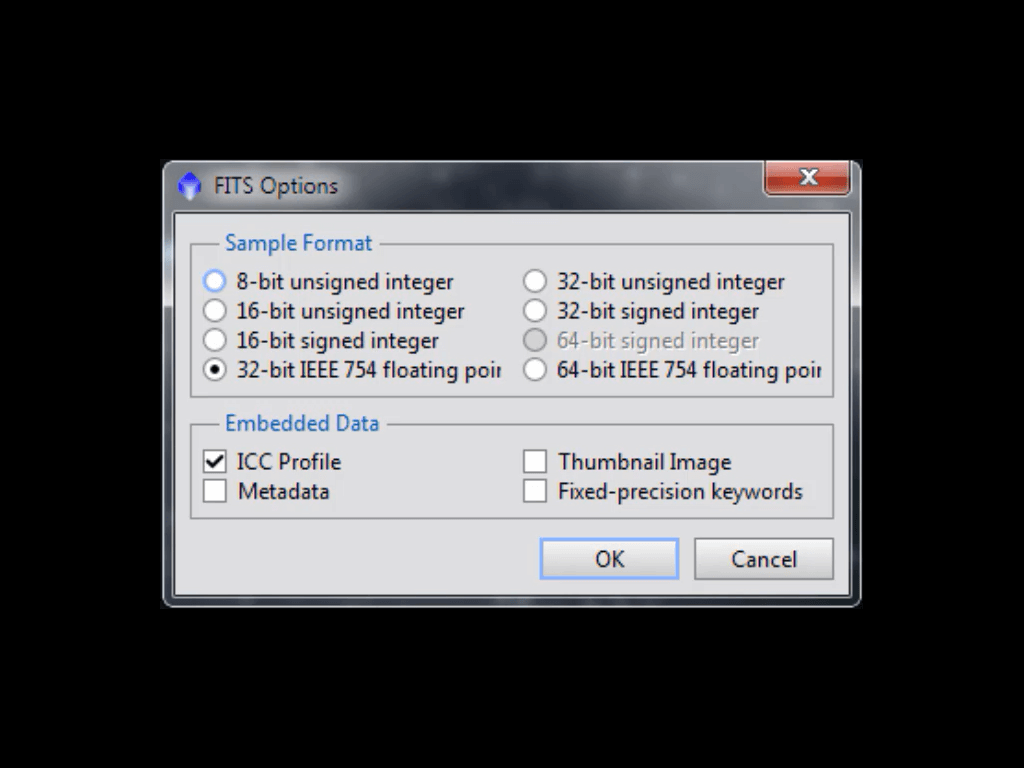 FITS Options
Sample Format
8-bit unsigned integer
32-bit unsigned integer
16-bit unsigned integer
32-bit signed integer
16-bit signed integer
64-bit signed integer
32-bit IEEE 754 floating poi
64-bit IEEE 754 floating poi
Embedded Data
ICC Profile
Thumbnail Image
Metadata
Fixed-precision keywords
OK
Cancel